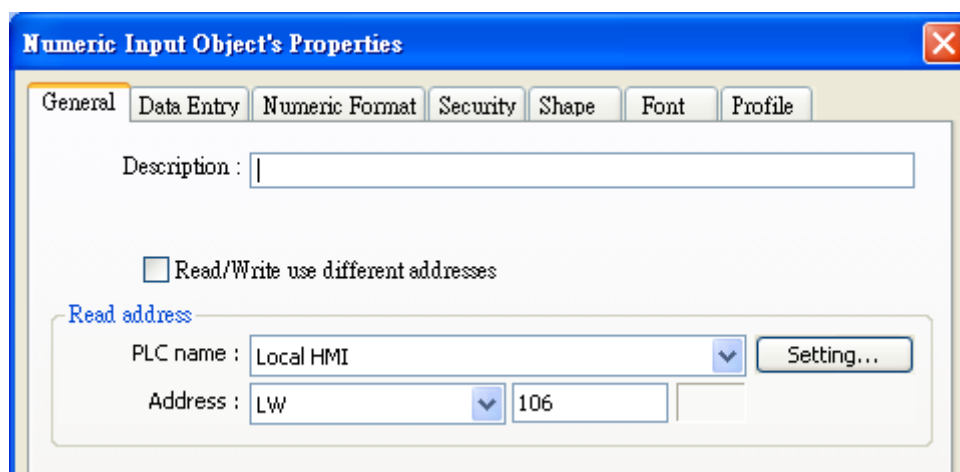 Numeric Input Object's Properties
General Data Entry Numeric Format Security Shape Font Profile
Description :
Read/Write use different addresses
Read address
PLC name : Local HMI Setting...
Address : LW 106